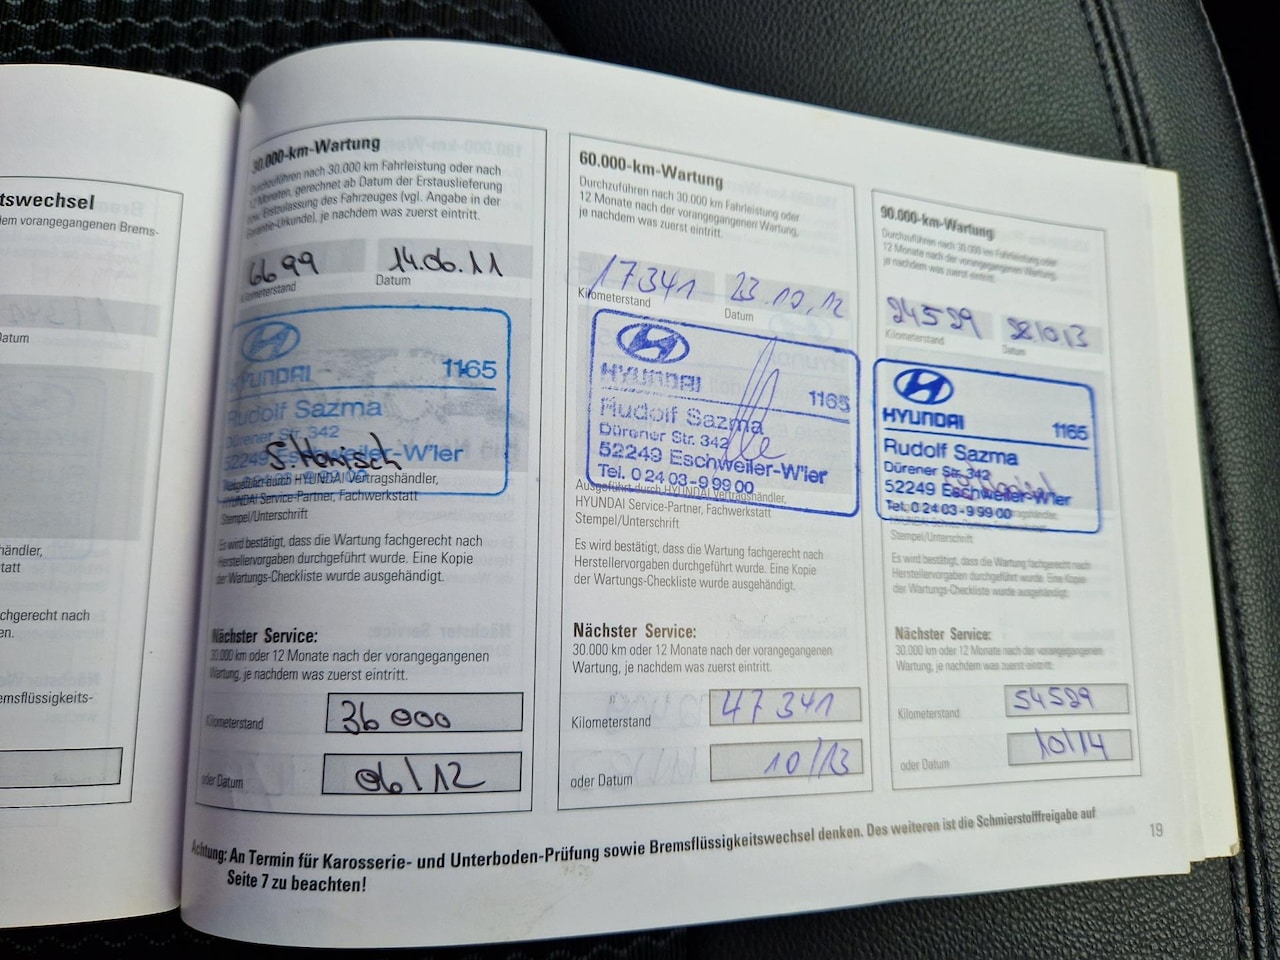 tswechsel
dem vorangegangenen Brems-
atum
händler,
statt
chgerecht nach
en.
emsflüssigkeits-
30.000-km-Wartung
Durchzuführen nach 30.000 km Fahrleistung oder nach
12 Monaten, gerechnet ab Datum der Erstauslieferung
bzw. Erstzulassung des Fahrzeuges (vgl. Angabe in der
Garantie-Urkunde), je nachdem was zuerst eintritt.
6699
14.06.11
Kilometerstand
Datum
HYUNDAI
1165
Rudolf Sazma
Dürener Str. 342
52249 Eschweiler-W'ler
Ausgeführt durch HYUNDAI Vertragshändler,
HYUNDAI Service-Partner, Fachwerkstatt
Stempel/Unterschrift
Es wird bestätigt, dass die Wartung fachgerecht nach
Herstellervorgaben durchgeführt wurde. Eine Kopie
der Wartungs-Checkliste wurde ausgehändigt.
Nächster Service:
30.000 km oder 12 Monate nach der vorangegangenen
Wartung, je nachdem was zuerst eintritt.
Kilometerstand
36000
oder Datum
06/12
60.000-km-Wartung
Durchzuführen nach 30.000 km Fahrleistung oder
12 Monate nach der vorangegangenen Wartung,
je nachdem was zuerst eintritt.
17341
23.10.12
Kilometerstand
Datum
HYUNDAI
1165
Rudolf Sazma
Dürener Str. 342
52249 Eschweiler-W'ler
Tel. 0 24 03-9 99 00
Ausgeführt durch HYUNDAI Vertragshändler,
HYUNDAI Service-Partner, Fachwerkstatt
Stempel/Unterschrift
Es wird bestätigt, dass die Wartung fachgerecht nach
Herstellervorgaben durchgeführt wurde. Eine Kopie
der Wartungs-Checkliste wurde ausgehändigt.
Nächster Service:
30.000 km oder 12 Monate nach der vorangegangenen
Wartung, je nachdem was zuerst eintritt.
Kilometerstand
47341
oder Datum
10/13
90.000-km-Wartung
Durchzuführen nach 30.000 km Fahrleistung oder
12 Monate nach der vorangegangenen Wartung,
je nachdem was zuerst eintritt.
24529
Kilometerstand
Datum
HYUNDAI
1165
Rudolf Sazma
Dürener Str. 342
52249 Eschweiler-W'ler
Tel. 0 24 03-9 99 00
Stempel/Unterschrift
Es wird bestätigt, dass die Wartung fachgerecht nach
Herstellervorgaben durchgeführt wurde. Eine Kopie
der Wartungs-Checkliste wurde ausgehändigt.
Nächster Service:
30.000 km oder 12 Monate nach der vorangegangenen
Wartung, je nachdem was zuerst eintritt.
Kilometerstand
54529
oder Datum
10/14
Achtung: An Termin für Karosserie- und Unterboden-Prüfung sowie Bremsflüssigkeitswechsel denken. Des weiteren ist die Schmierstofffreigabe auf
Seite 7 zu beachten!
19